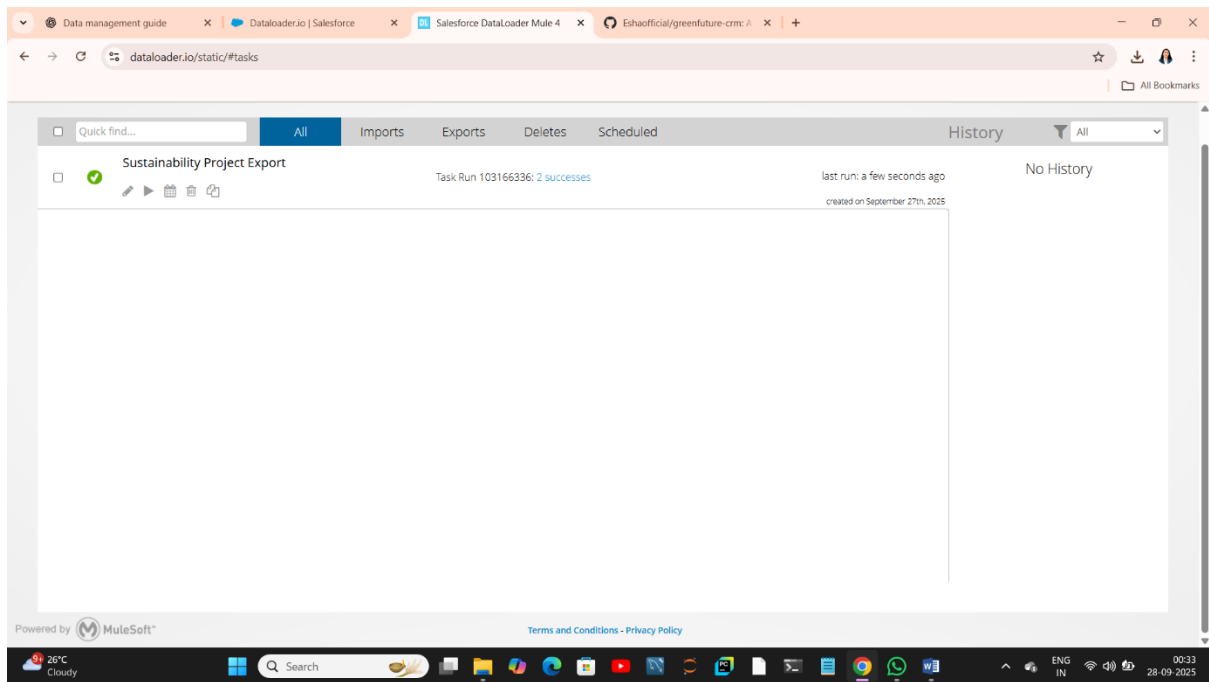 Data management guide
Dataloader.io | Salesforce
Salesforce DataLoader Mule 4
Eshaofficial/greenfuture-crm: A
dataloader.io/static/#tasks
All Bookmarks
Quick find...
All
Imports
Exports
Deletes
Scheduled
History
All
Sustainability Project Export
Task Run 103166336: 2 successes
last run: a few seconds ago
created on September 27th, 2025
No History
Powered by MuleSoft™
Terms and Conditions - Privacy Policy
9+
26°C
Cloudy
Search
ENG
IN
00:33
28-09-2025